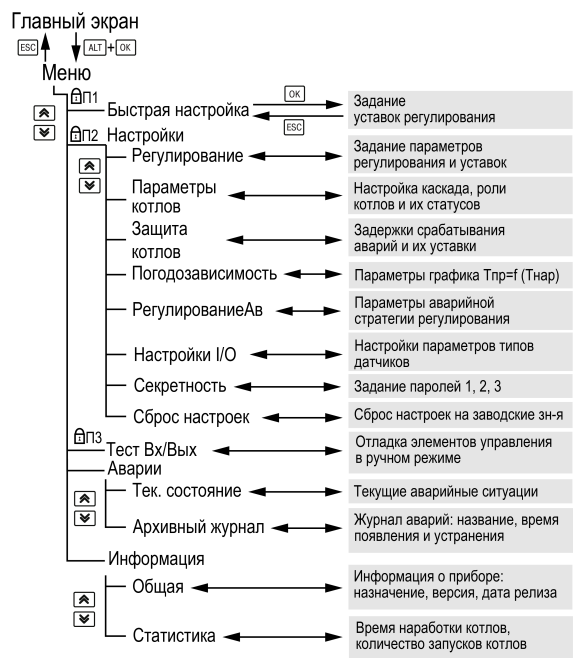 Главный экран
ESC ALT + OK
Меню
П1
Быстрая настройка
OK
ESC
Задание
уставок регулирования
П2 Настройки
Регулирование
Задание параметров
регулирования и уставок
Параметры
котлов
Настройка каскада, роли
котлов и их статусов
Защита
котлов
Задержки срабатывания
аварий и их уставки
Погодозависимость
Параметры графика Тпр=f (Тнар)
РегулированиеАв
Параметры аварийной
стратегии регулирования
Настройки I/O
Настройки параметров типов
датчиков
Секретность
Задание паролей 1, 2, 3
Сброс настроек
Сброс настроек на заводские зн-я
П3
Тест Вх/Вых
Отладка элементов управления
в ручном режиме
Аварии
Тек. состояние
Текущие аварийные ситуации
Архивный журнал
Журнал аварий: название, время
появления и устранения
Информация
Общая
Информация о приборе:
назначение, версия, дата релиза
Статистика
Время наработки котлов,
количество запусков котлов